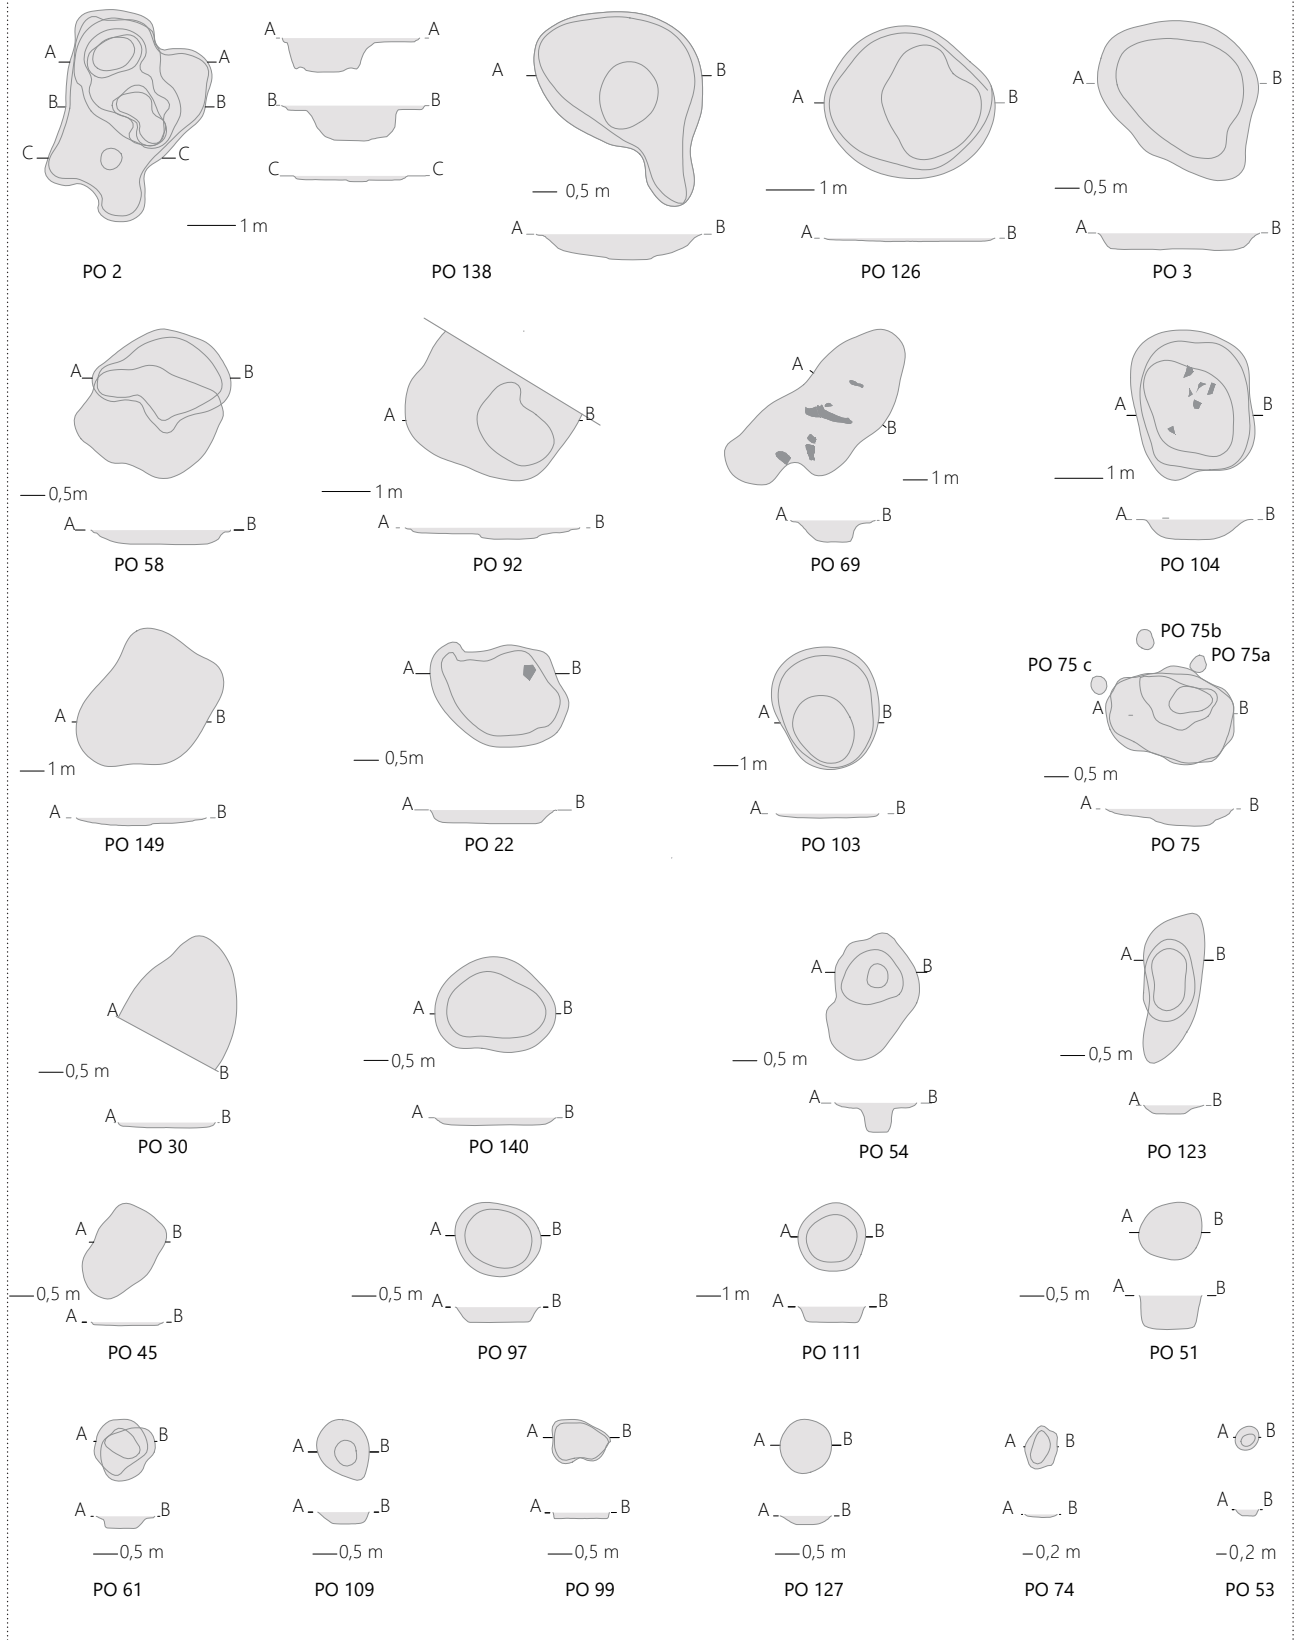 A A
B B
C C
1 m
A A
B B
C C
PO 2
A B
0,5 m
A B
PO 138
A B
1 m
A B
PO 126
A B
0,5 m
A B
PO 3
A B
0,5m
A B
PO 58
A B
1 m
A B
PO 92
A
B
1 m
A B
PO 69
A B
1 m
A B
PO 104
A B
1 m
A B
PO 149
A B
0,5m
A B
PO 22
A B
1 m
A B
PO 103
PO 75b
PO 75a
PO 75 c
A B
0,5 m
A B
PO 75
A
B
0,5 m
A B
PO 30
A B
0,5 m
A B
PO 140
A B
0,5 m
A B
PO 54
A B
0,5 m
A B
PO 123
A B
0,5 m
A B
PO 45
A B
0,5 m
A B
PO 97
A B
1 m
A B
PO 111
A B
0,5 m
A B
PO 51
A B
A B
0,5 m
PO 61
A B
A B
0,5 m
PO 109
A B
A B
0,5 m
PO 99
A B
A B
0,5 m
PO 127
A B
A B
0,2 m
PO 74
A B
A B
0,2 m
PO 53